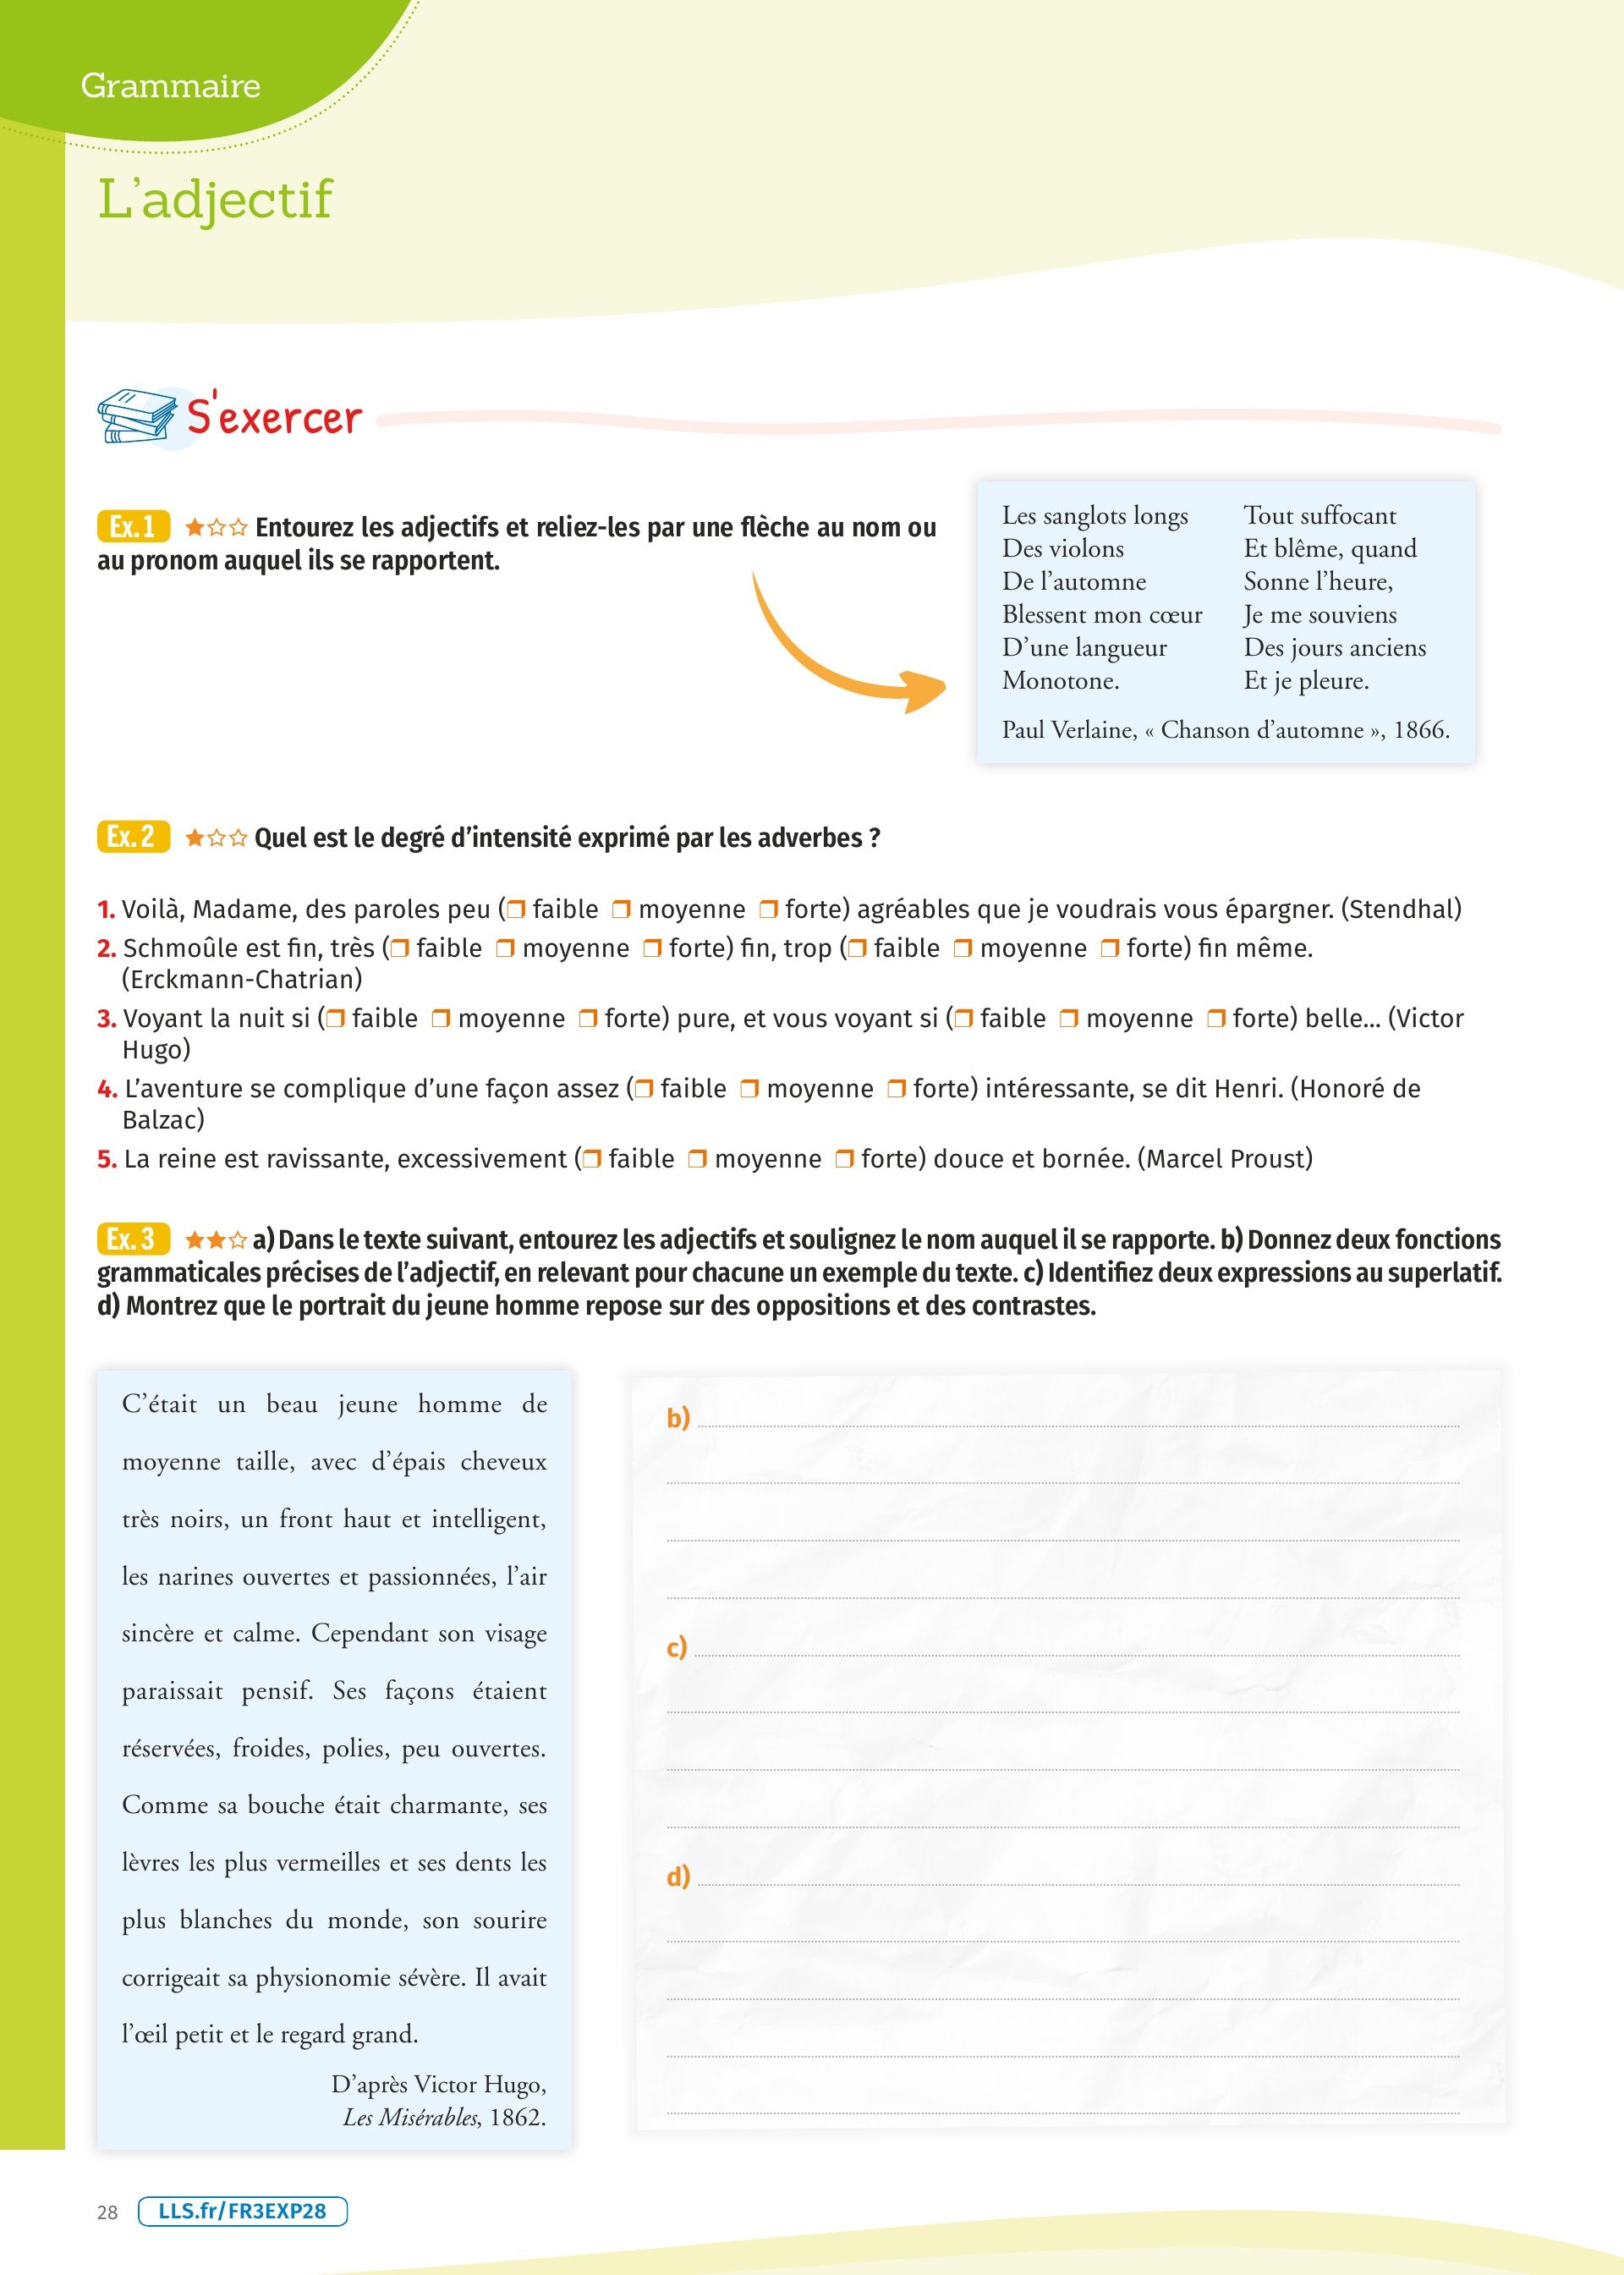 Grammaire
L’adjectif
S'exercer
Ex. 1 ★☆☆ Entourez les adjectifs et reliez-les par une flèche au nom ou
au pronom auquel ils se rapportent.
Les sanglots longs
Des violons
De l’automne
Blessent mon cœur
D’une langueur
Monotone.
Tout suffocant
Et blême, quand
Sonne l’heure,
Je me souviens
Des jours anciens
Et je pleure.
Paul Verlaine, « Chanson d’automne », 1866.
Ex. 2 ★☆☆ Quel est le degré d’intensité exprimé par les adverbes ?
1. Voilà, Madame, des paroles peu (❒ faible ❒ moyenne ❒ forte) agréables que je voudrais vous épargner. (Stendhal)
2. Schmoûle est fin, très (❒ faible ❒ moyenne ❒ forte) fin, trop (❒ faible ❒ moyenne ❒ forte) fin même.
(Erckmann-Chatrian)
3. Voyant la nuit si (❒ faible ❒ moyenne ❒ forte) pure, et vous voyant si (❒ faible ❒ moyenne ❒ forte) belle... (Victor
Hugo)
4. L’aventure se complique d’une façon assez (❒ faible ❒ moyenne ❒ forte) intéressante, se dit Henri. (Honoré de
Balzac)
5. La reine est ravissante, excessivement (❒ faible ❒ moyenne ❒ forte) douce et bornée. (Marcel Proust)
Ex. 3 ★★☆ a) Dans le texte suivant, entourez les adjectifs et soulignez le nom auquel il se rapporte. b) Donnez deux fonctions
grammaticales précises de l’adjectif, en relevant pour chacune un exemple du texte. c) Identifiez deux expressions au superlatif.
d) Montrez que le portrait du jeune homme repose sur des oppositions et des contrastes.
C’était un beau jeune homme de
moyenne taille, avec d’épais cheveux
très noirs, un front haut et intelligent,
les narines ouvertes et passionnées, l’air
sincère et calme. Cependant son visage
paraissait pensif. Ses façons étaient
réservées, froides, polies, peu ouvertes.
Comme sa bouche était charmante, ses
lèvres les plus vermeilles et ses dents les
plus blanches du monde, son sourire
corrigeait sa physionomie sévère. Il avait
l’œil petit et le regard grand.
D’après Victor Hugo,
Les Misérables, 1862.
b)
c)
d)
28
LLS.fr/FR3EXP28